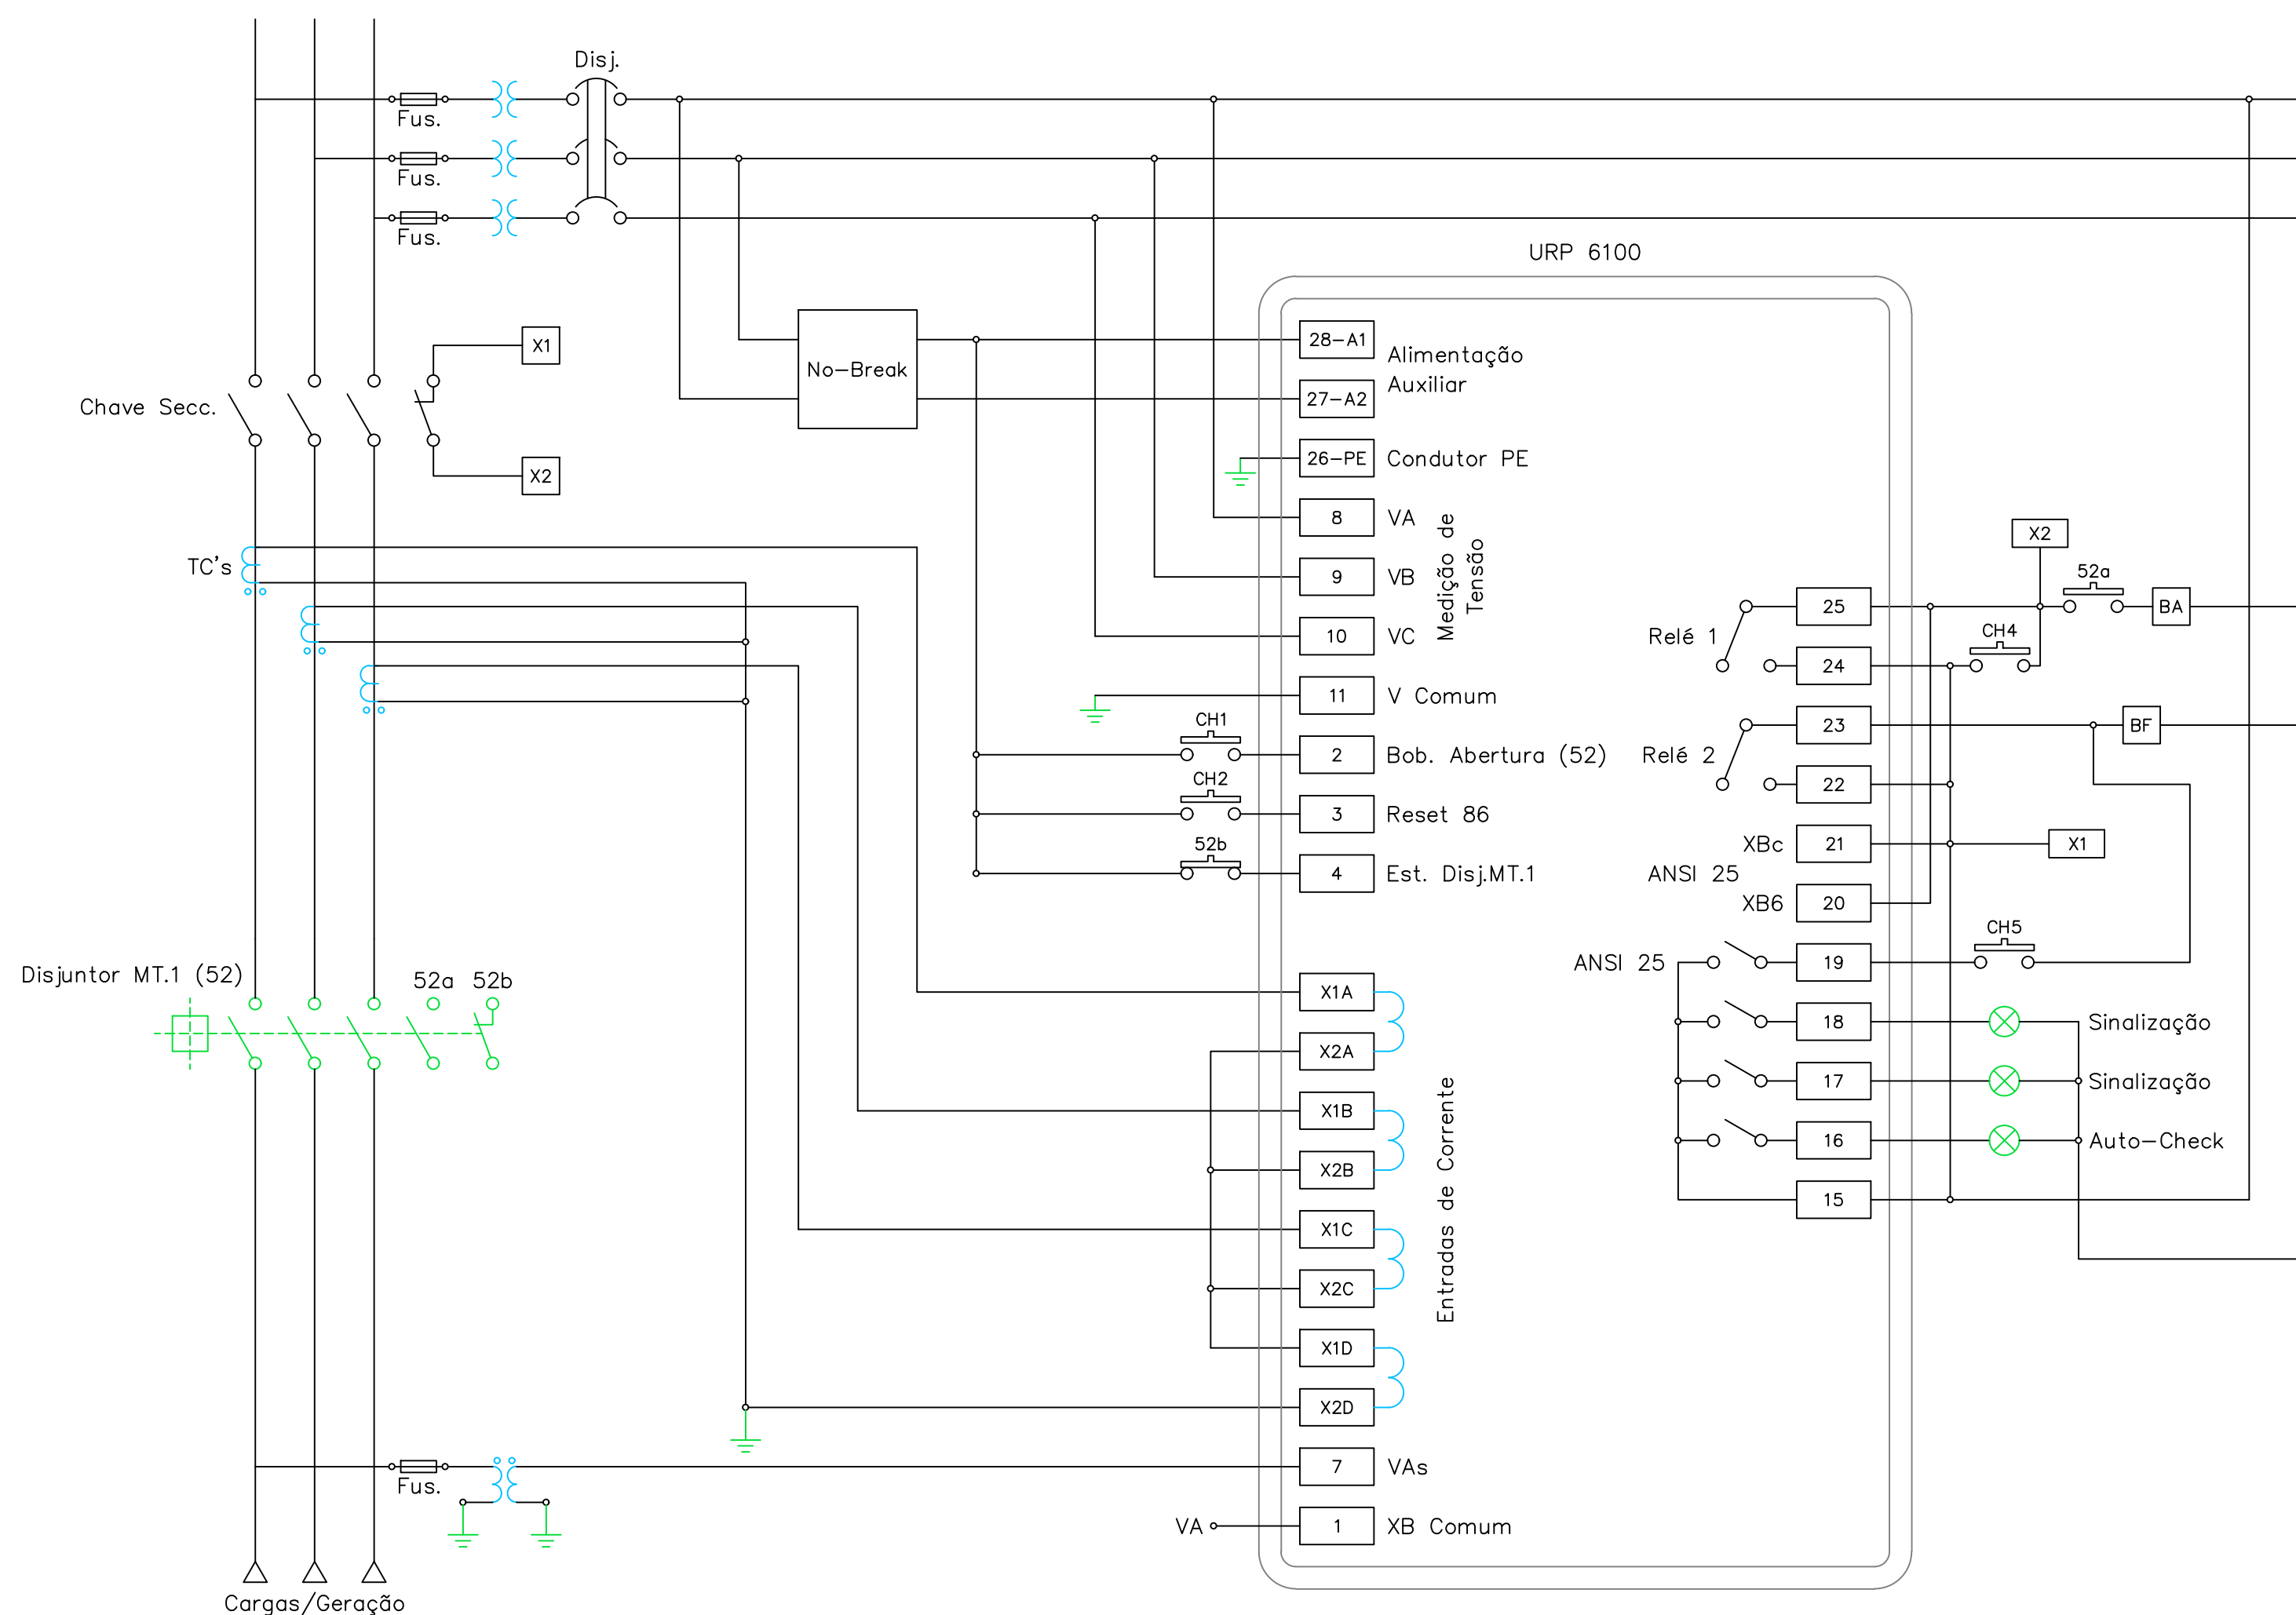 Disj.
Fus.
Fus.
Fus.
URP 6100
X1
Chave Secc.
X2
No-Break
28-A1
Alimentação
Auxiliar
27-A2
26-PE
Condutor PE
8
VA
9
VB
10
VC
Medição de
Tensão
11
V Comum
CH1
2
Bob. Abertura (52)
CH2
3
Reset 86
52b
4
Est. Disj.MT.1
TC's
X2
52a
25
BA
Relé 1
CH4
24
23
BF
Relé 2
22
XBc
21
X1
ANSI 25
XB6
20
CH5
ANSI 25
19
18
Sinalização
17
Sinalização
16
Auto-Check
15
Disjuntor MT.1 (52)
52a
52b
X1A
X2A
X1B
X2B
X1C
X2C
X1D
X2D
Entradas de Corrente
Fus.
7
VAs
VA
1
XB Comum
Cargas/Geração